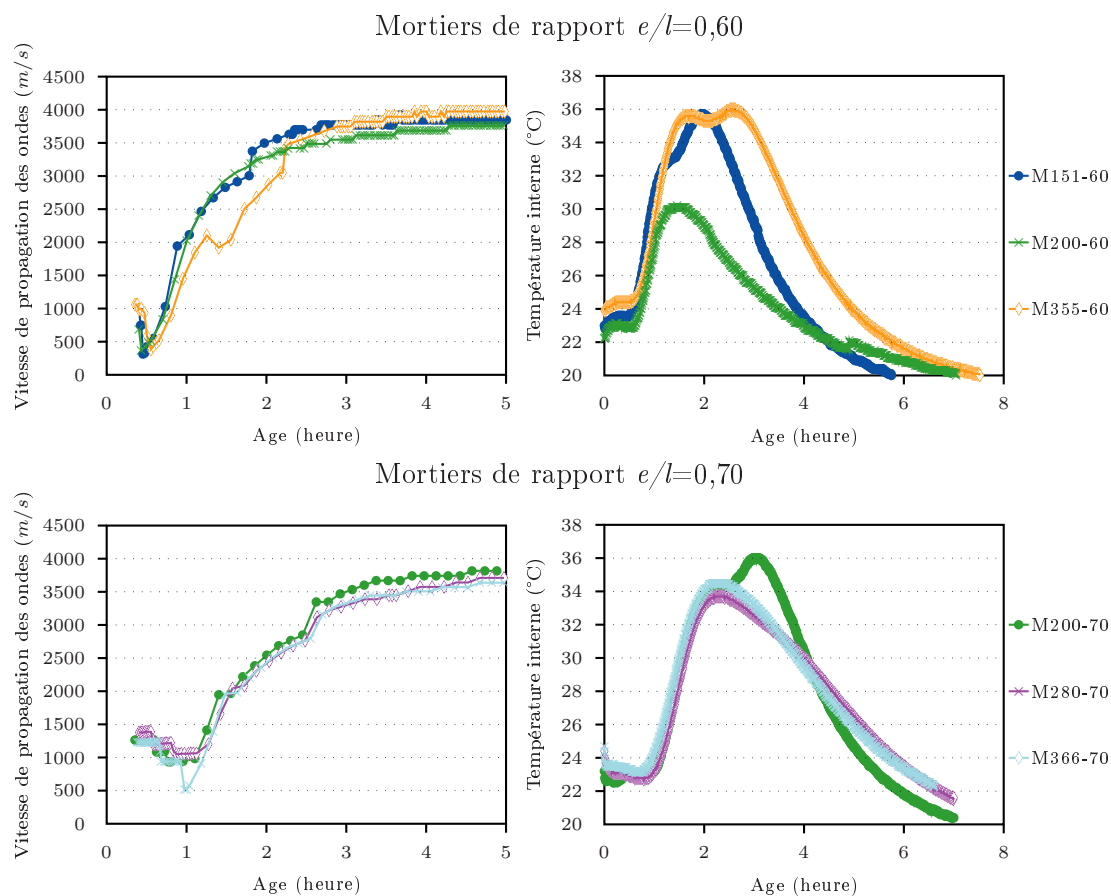 Mortiers de rapport e/l=0,60
Vitesse de propagation des ondes (m/s)
4500
4000
3500
3000
2500
2000
1500
1000
500
0
0 1 2 3 4 5
Age (heure)
Température interne (°C)
38
36
34
32
30
28
26
24
22
20
0 2 4 6 8
Age (heure)
M151-60
M200-60
M355-60
Mortiers de rapport e/l=0,70
Vitesse de propagation des ondes (m/s)
4500
4000
3500
3000
2500
2000
1500
1000
500
0
0 1 2 3 4 5
Age (heure)
Température interne (°C)
38
36
34
32
30
28
26
24
22
20
0 2 4 6 8
Age (heure)
M200-70
M280-70
M366-70